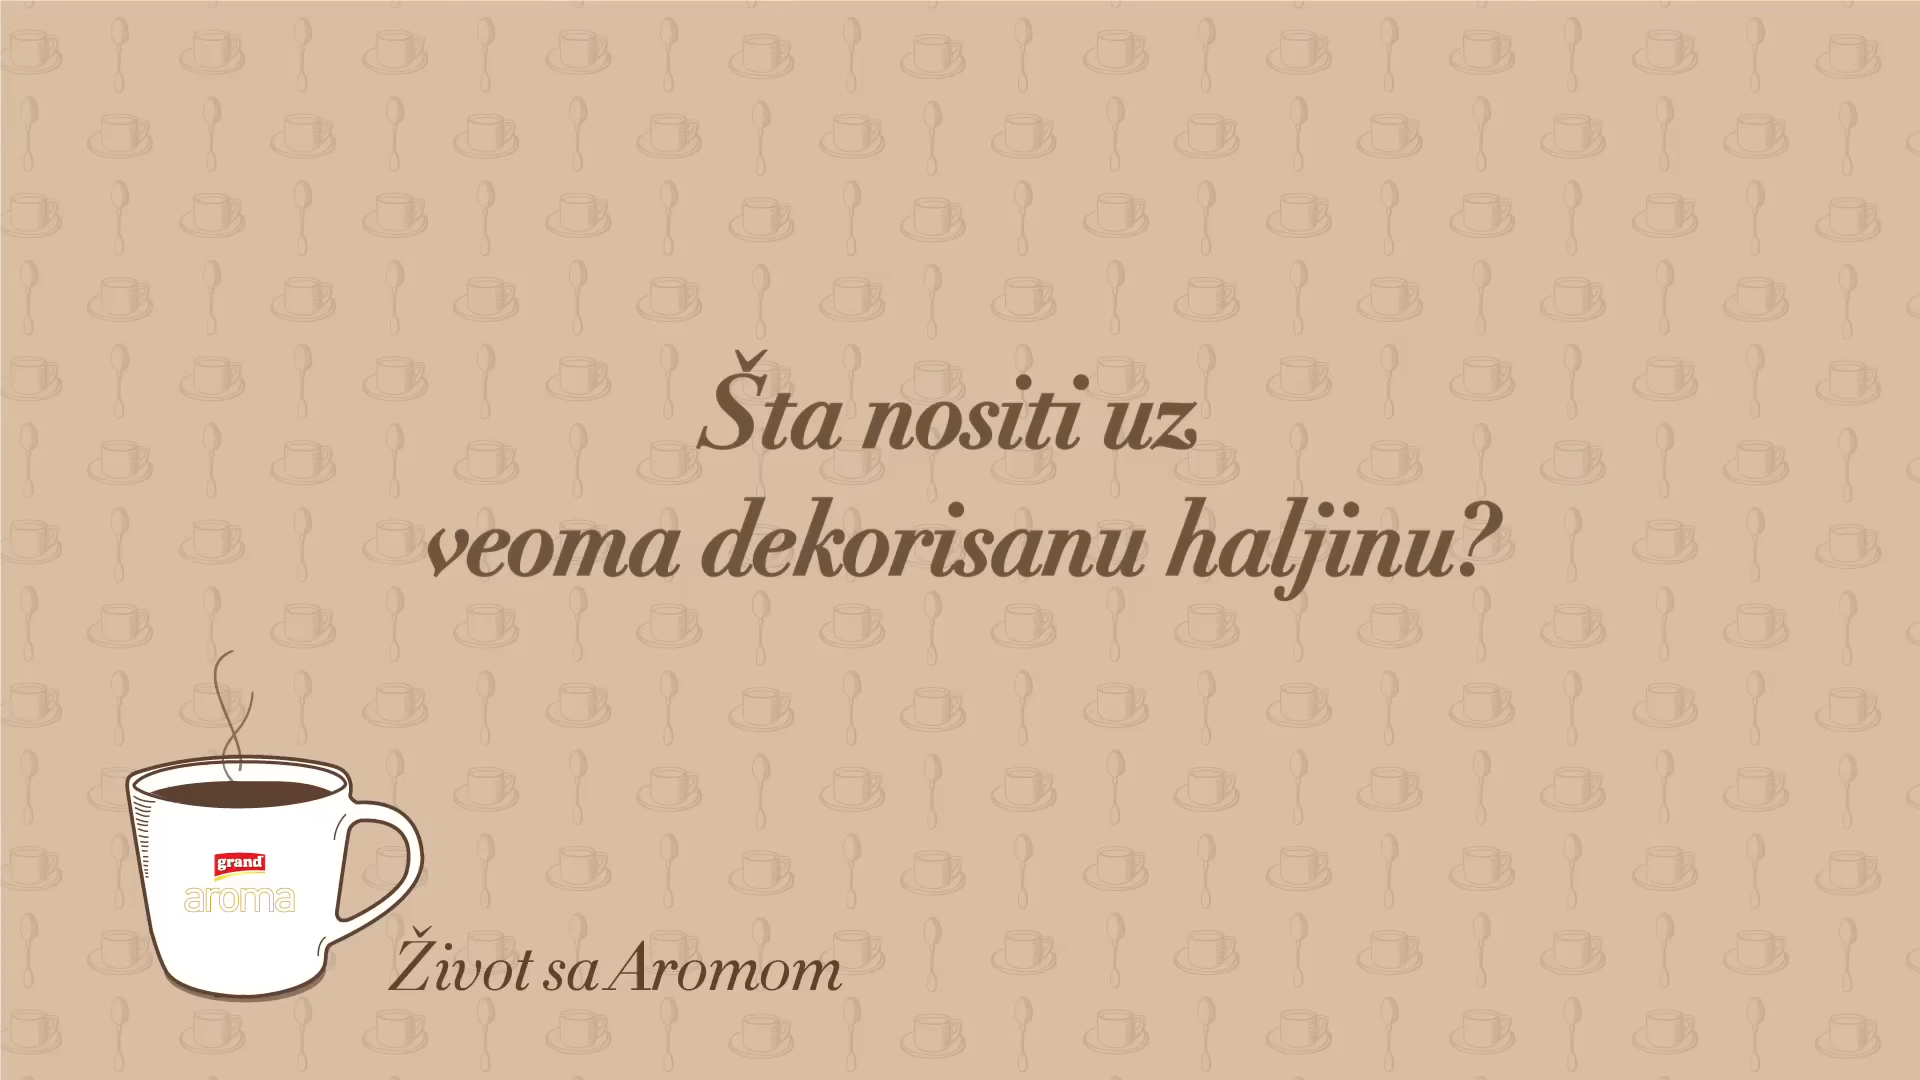 Šta nositi uz
veoma dekorisanu haljinu?
grand
aroma
Život sa Aromom